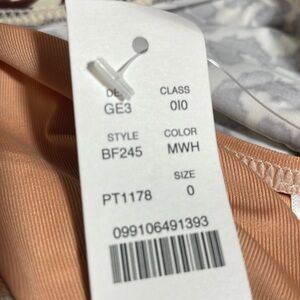 CLASS
GE3 010
STYLE COLOR
BF245 MWH
SIZE
PT1178 0
099106491393